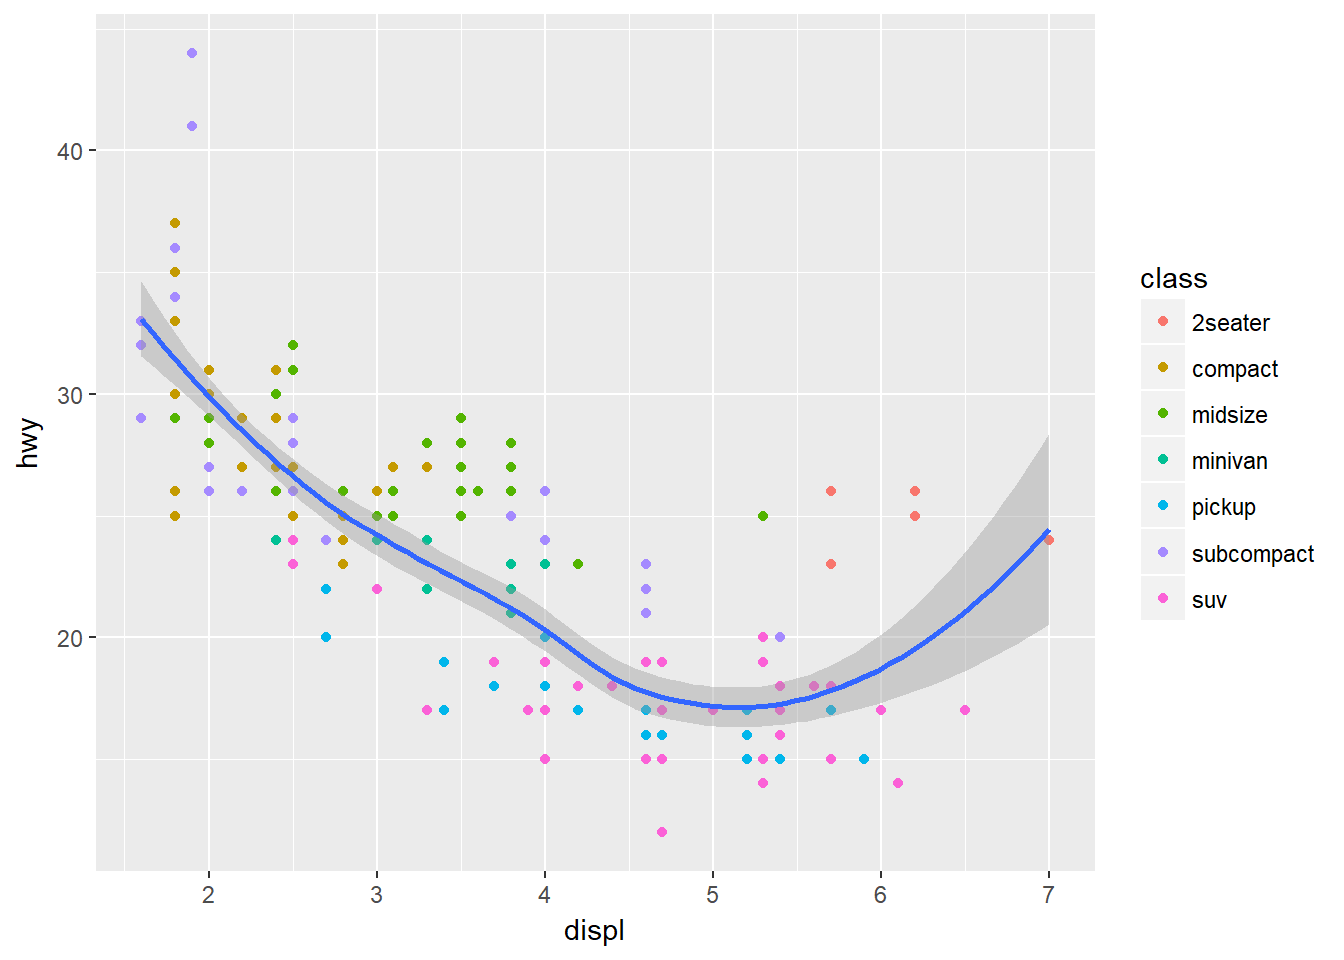 hwy
40
30
20
2
3
4
5
6
7
displ
class
2seater
compact
midsize
minivan
pickup
subcompact
suv